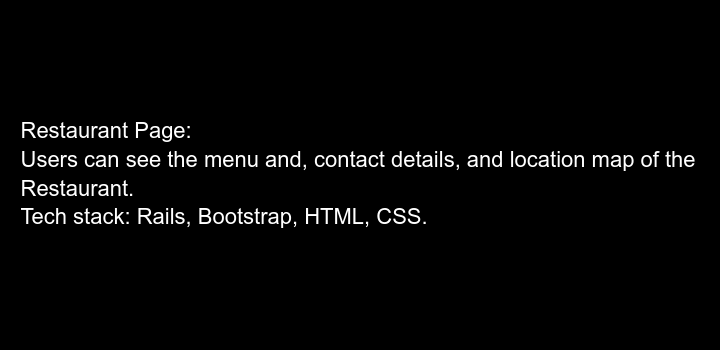 Restaurant Page:
Users can see the menu and, contact details, and location map of the
Restaurant.
Tech stack: Rails, Bootstrap, HTML, CSS.